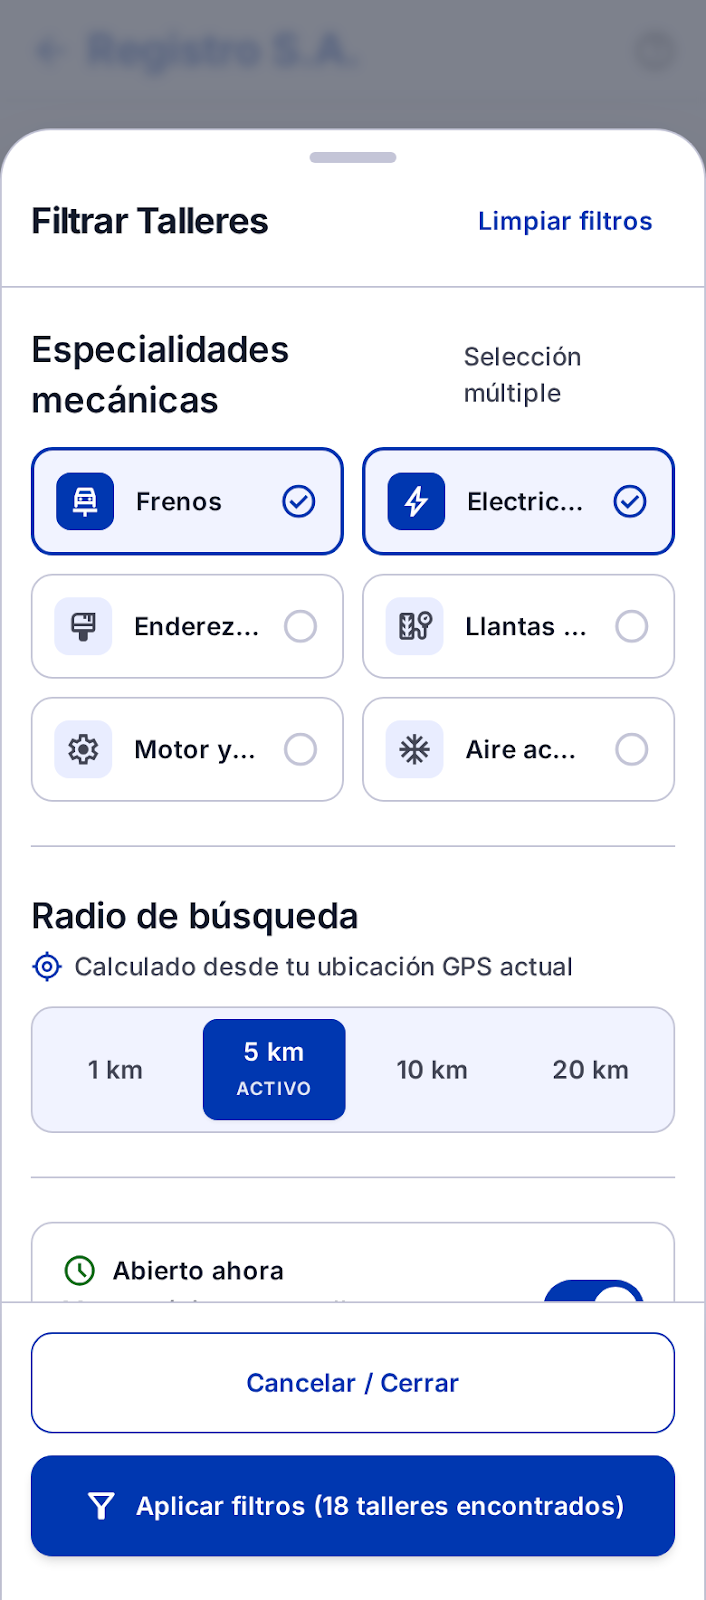 Registro S.A.
Filtrar Talleres
Limpiar filtros
Especialidades
mecánicas
Selección
múltiple
Frenos
Electric...
Enderez...
Llantas ...
Motor y...
Aire ac...
Radio de búsqueda
Calculado desde tu ubicación GPS actual
1 km
5 km
ACTIVO
10 km
20 km
Abierto ahora
Cancelar / Cerrar
Aplicar filtros (18 talleres encontrados)